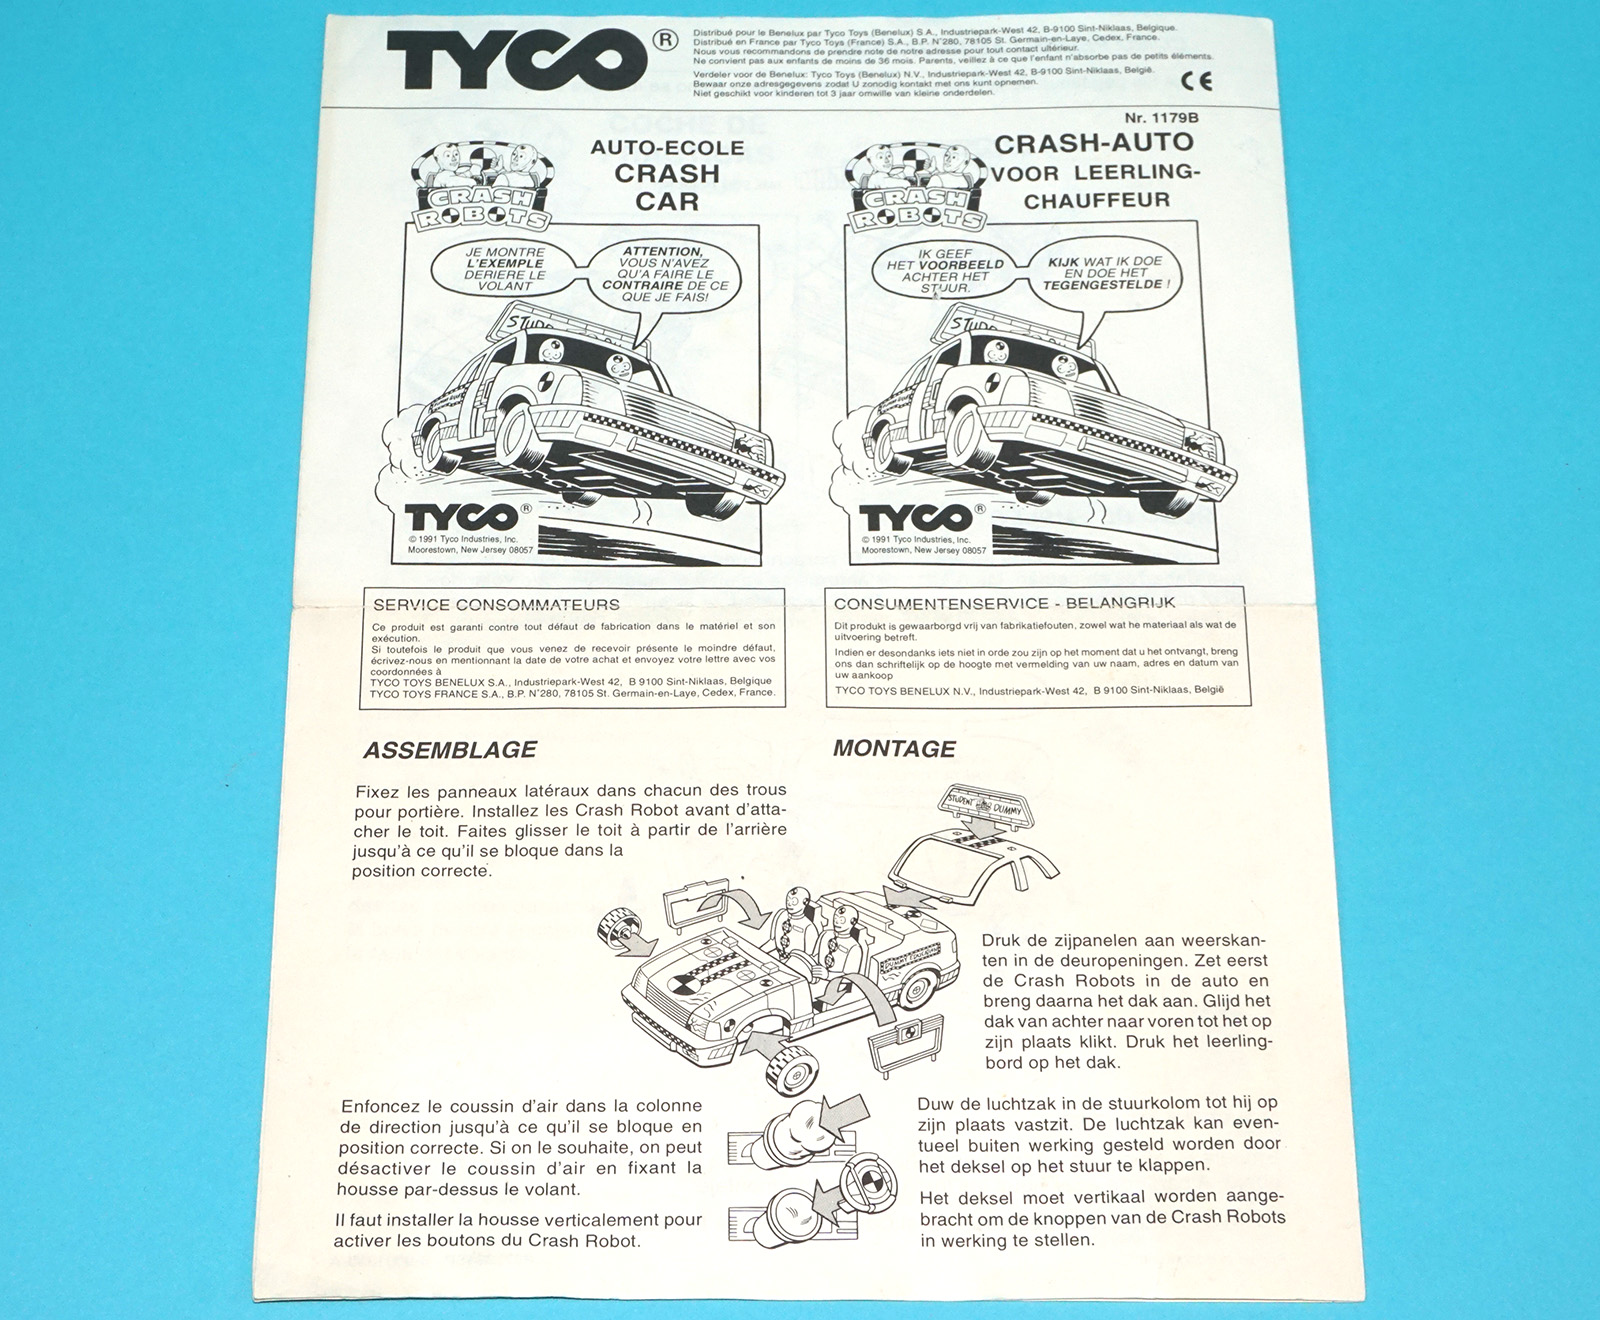 TYCO®
Distribué pour le Benelux par Tyco Toys (Benelux) S.A., Industriepark-West 42, B-9100 Sint-Niklaas, Belgique.
Distribué en France par Tyco Toys (France) S.A., B.P. N°280, 78105 St. Germain-en-Laye, Cedex, France.
Nous vous recommandons de prendre note de notre adresse pour tout contact ultérieur.
Ne convient pas aux enfants de moins de 36 mois. Parents, veillez à ce que l'enfant n'absorbe pas de petits éléments.
Verdeler voor de Benelux: Tyco Toys (Benelux) N.V., Industriepark-West 42, B-9100 Sint-Niklaas, België.
Bewaar onze adresgegevens zodat U zonodig kontakt met ons kunt opnemen.
Niet geschikt voor kinderen tot 3 jaar omwille van kleine onderdelen.
CE
Nr. 1179B
CRASH
ROBOTS
AUTO-ECOLE
CRASH
CAR
JE MONTRE
L'EXEMPLE
DERIERE LE
VOLANT
ATTENTION,
VOUS N'AVEZ
QU'A FAIRE LE
CONTRAIRE DE CE
QUE JE FAIS!
TYCO®
© 1991 Tyco Industries, Inc.
Moorestown, New Jersey 08057
CRASH
ROBOTS
CRASH-AUTO
VOOR LEERLING-
CHAUFFEUR
IK GEEF
HET VOORBEELD
ACHTER HET
STUUR.
KIJK WAT IK DOE
EN DOE HET
TEGENGESTELDE !
TYCO®
© 1991 Tyco Industries, Inc.
Moorestown, New Jersey 08057
SERVICE CONSOMMATEURS
Ce produit est garanti contre tout défaut de fabrication dans le matériel et son
exécution.
Si toutefois le produit que vous venez de recevoir présente le moindre défaut,
écrivez-nous en mentionnant la date de votre achat et envoyez votre lettre avec vos
coordonnées à
TYCO TOYS BENELUX S.A., Industriepark-West 42, B 9100 Sint-Niklaas, Belgique
TYCO TOYS FRANCE S.A., B.P. N°280, 78105 St. Germain-en-Laye, Cedex, France.
CONSUMENTENSERVICE - BELANGRIJK
Dit produkt is gewaarborgd vrij van fabrikatiefouten, zowel wat he materiaal als wat de
uitvoering betreft.
Indien er desondanks iets niet in orde zou zijn op het moment dat u het ontvangt, breng
ons dan schriftelijk op de hoogte met vermelding van uw naam, adres en datum van
uw aankoop
TYCO TOYS BENELUX N.V., Industriepark-West 42, B 9100 Sint-Niklaas, België
ASSEMBLAGE
Fixez les panneaux latéraux dans chacun des trous
pour portière. Installez les Crash Robot avant d'atta-
cher le toit. Faites glisser le toit à partir de l'arrière
jusqu'à ce qu'il se bloque dans la
position correcte.
MONTAGE
STUDENT DUMMY
Druk de zijpanelen aan weerskan-
ten in de deuropeningen. Zet eerst
de Crash Robots in de auto en
breng daarna het dak aan. Glijd het
dak van achter naar voren tot het op
zijn plaats klikt. Druk het leerling-
bord op het dak.
Enfoncez le coussin d'air dans la colonne
de direction jusqu'à ce qu'il se bloque en
position correcte. Si on le souhaite, on peut
désactiver le coussin d'air en fixant la
housse par-dessus le volant.
Il faut installer la housse verticalement pour
activer les boutons du Crash Robot.
Duw de luchtzak in de stuurkolom tot hij op
zijn plaats vastzit. De luchtzak kan even-
tueel buiten werking gesteld worden door
het deksel op het stuur te klappen.
Het deksel moet vertikaal worden aange-
bracht om de knoppen van de Crash Robots
in werking te stellen.